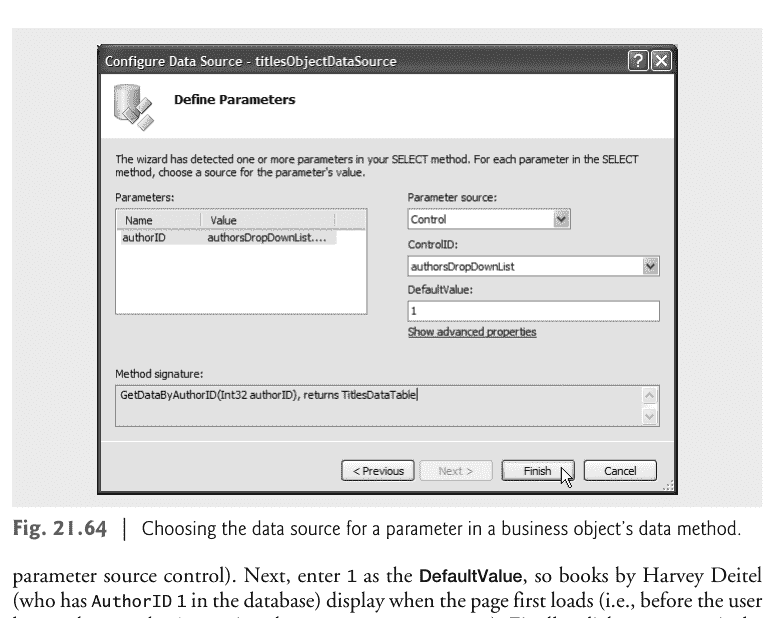 Configure Data Source - titlesObjectDataSource
Define Parameters
The wizard has detected one or more parameters in your SELECT method. For each parameter in the SELECT
method, choose a source for the parameter's value.
Parameters:
Name Value
authorID authorsDropDownList....
Parameter source:
Control
ControlID:
authorsDropDownList
DefaultValue:
1
Show advanced properties
Method signature:
GetDataByAuthorID(Int32 authorID), returns TitlesDataTable
< Previous Next > Finish Cancel
Fig. 21.64 | Choosing the data source for a parameter in a business object's data method.
parameter source control). Next, enter 1 as the DefaultValue, so books by Harvey Deitel
(who has AuthorID 1 in the database) display when the page first loads (i.e., before the user